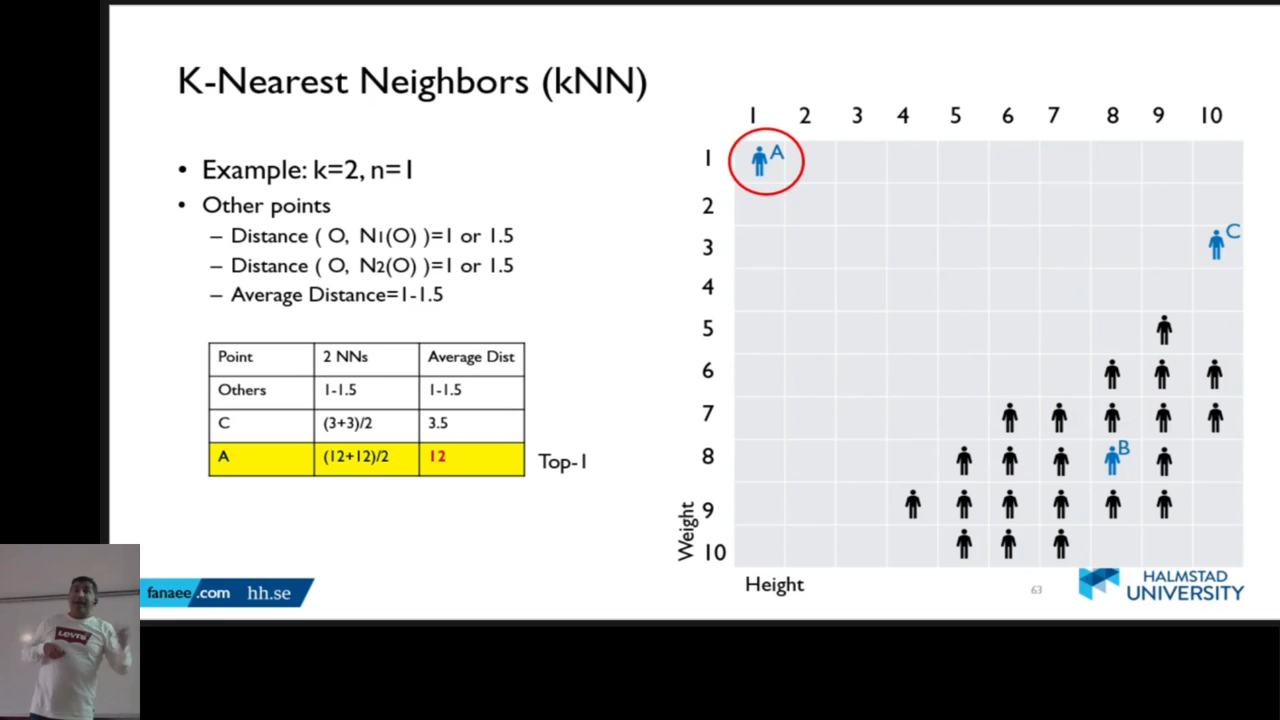 K-Nearest Neighbors (kNN)
• Example: k=2, n=1
• Other points
– Distance ( O, N1(O) )=1 or 1.5
– Distance ( O, N2(O) )=1 or 1.5
– Average Distance=1-1.5
Point 2 NNs Average Dist
Others 1-1.5 1-1.5
C (3+3)/2 3.5
A (12+12)/2 12
Top-1
1 2 3 4 5 6 7 8 9 10
1 A
2
3 C
4
5
6
7
8 B
9
10
Weight
Height
fanaee.com hh.se
63
HALMSTAD
UNIVERSITY
LEVI'S